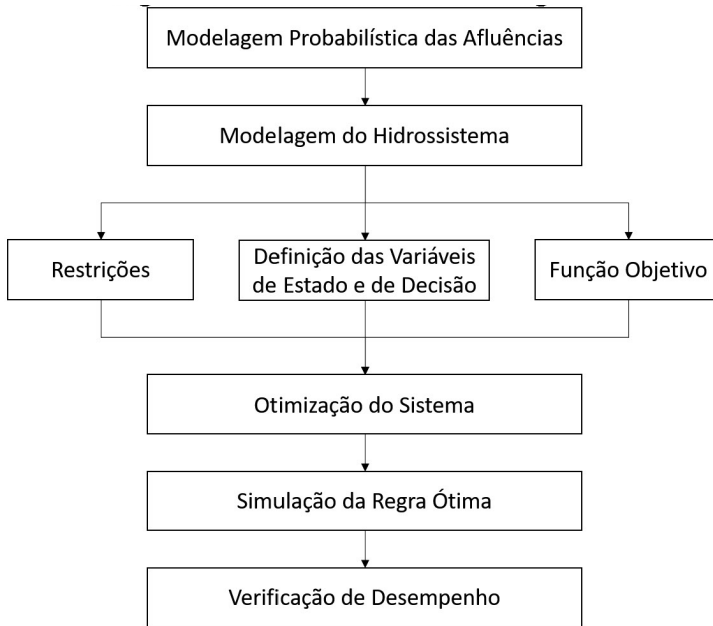 Modelagem Probabilística das Afluências
Modelagem do Hidrossistema
Restrições
Definição das Variáveis
de Estado e de Decisão
Função Objetivo
Otimização do Sistema
Simulação da Regra Ótima
Verificação de Desempenho